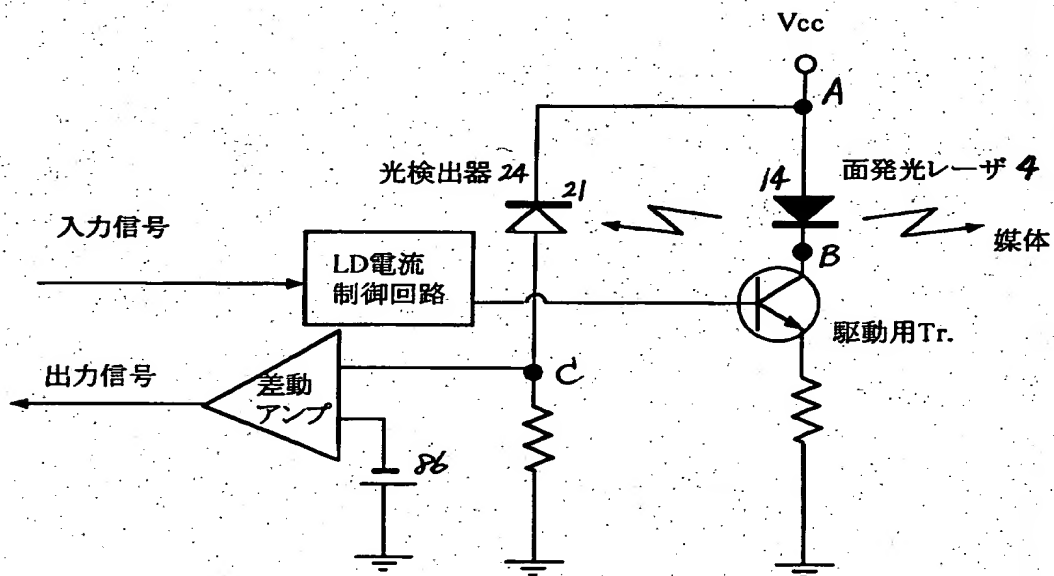 Vcc
A
光検出器 24
21
14
面発光レーザ 4
入力信号
LD電流
制御回路
B
媒体
駆動用Tr.
出力信号
差動
アンプ
C
86